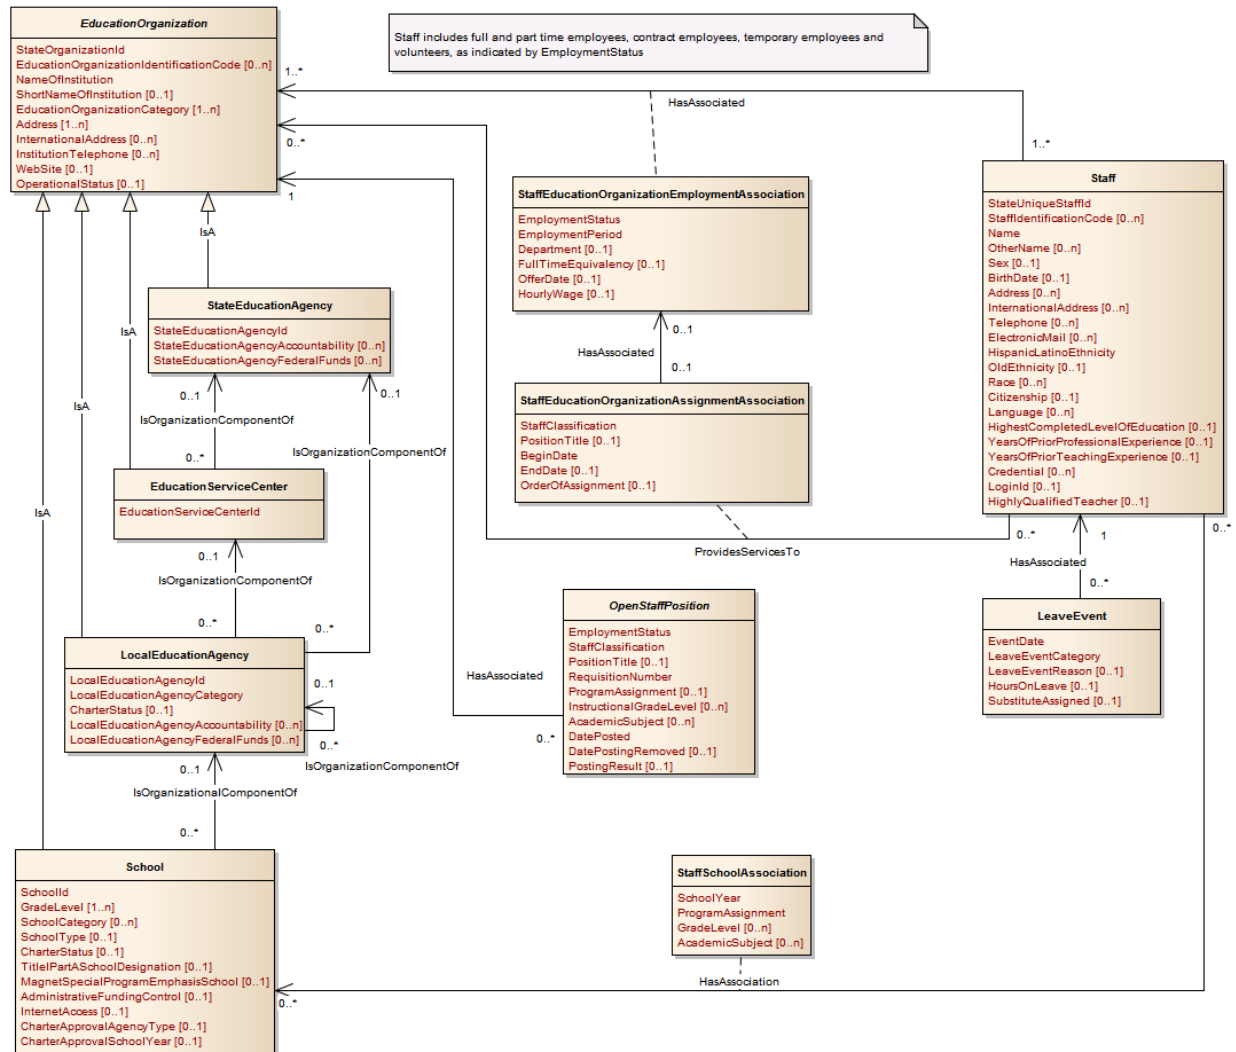 EducationOrganization
StateOrganizationId
EducationOrganizationIdentificationCode [0..n]
NameOfInstitution
ShortNameOfInstitution [0..1]
EducationOrganizationCategory [1..n]
Address [1..n]
InternationalAddress [0..n]
InstitutionTelephone [0..n]
WebSite [0..1]
OperationalStatus [0..1]
Staff includes full and part time employees, contract employees, temporary employees and
volunteers, as indicated by EmploymentStatus
1..*
HasAssociated
0..*
1..*
1
StaffEducationOrganizationEmploymentAssociation
EmploymentStatus
EmploymentPeriod
Department [0..1]
FullTimeEquivalency [0..1]
OfferDate [0..1]
HourlyWage [0..1]
Staff
StateUniqueStaffId
StaffIdentificationCode [0..n]
Name
OtherName [0..n]
Sex [0..1]
BirthDate [0..1]
Address [0..n]
InternationalAddress [0..n]
Telephone [0..n]
ElectronicMail [0..n]
HispanicLatinoEthnicity
OldEthnicity [0..1]
Race [0..n]
Citizenship [0..1]
Language [0..n]
HighestCompletedLevelOfEducation [0..1]
YearsOfPriorProfessionalExperience [0..1]
YearsOfPriorTeachingExperience [0..1]
Credential [0..n]
LoginId [0..1]
HighlyQualifiedTeacher [0..1]
IsA
StateEducationAgency
StateEducationAgencyId
StateEducationAgencyAccountability [0..n]
StateEducationAgencyFederalFunds [0..n]
IsA
0..1
HasAssociated
0..1
StaffEducationOrganizationAssignmentAssociation
StaffClassification
PositionTitle [0..1]
BeginDate
EndDate [0..1]
OrderOfAssignment [0..1]
0..1
0..1
IsA
IsOrganizationComponentOf
IsOrganizationComponentOf
0..*
EducationServiceCenter
EducationServiceCenterId
IsA
0..*
0..*
ProvidesServicesTo
1
HasAssociated
0..*
0..1
IsOrganizationComponentOf
0..*
0..*
LocalEducationAgency
LocalEducationAgencyId
LocalEducationAgencyCategory
CharterStatus [0..1]
LocalEducationAgencyAccountability [0..n]
LocalEducationAgencyFederalFunds [0..n]
0..1
0..*
IsOrganizationComponentOf
HasAssociated
0..*
OpenStaffPosition
EmploymentStatus
StaffClassification
PositionTitle [0..1]
RequisitionNumber
ProgramAssignment [0..1]
InstructionalGradeLevel [0..n]
AcademicSubject [0..n]
DatePosted
DatePostingRemoved [0..1]
PostingResult [0..1]
LeaveEvent
EventDate
LeaveEventCategory
LeaveEventReason [0..1]
HoursOnLeave [0..1]
SubstituteAssigned [0..1]
0..1
IsOrganizationalComponentOf
0..*
School
SchoolId
GradeLevel [1..n]
SchoolCategory [0..n]
SchoolType [0..1]
CharterStatus [0..1]
TitleIPartASchoolDesignation [0..1]
MagnetSpecialProgramEmphasisSchool [0..1]
AdministrativeFundingControl [0..1]
InternetAccess [0..1]
CharterApprovalAgencyType [0..1]
CharterApprovalSchoolYear [0..1]
StaffSchoolAssociation
SchoolYear
ProgramAssignment
GradeLevel [0..n]
AcademicSubject [0..n]
HasAssociation
0..*